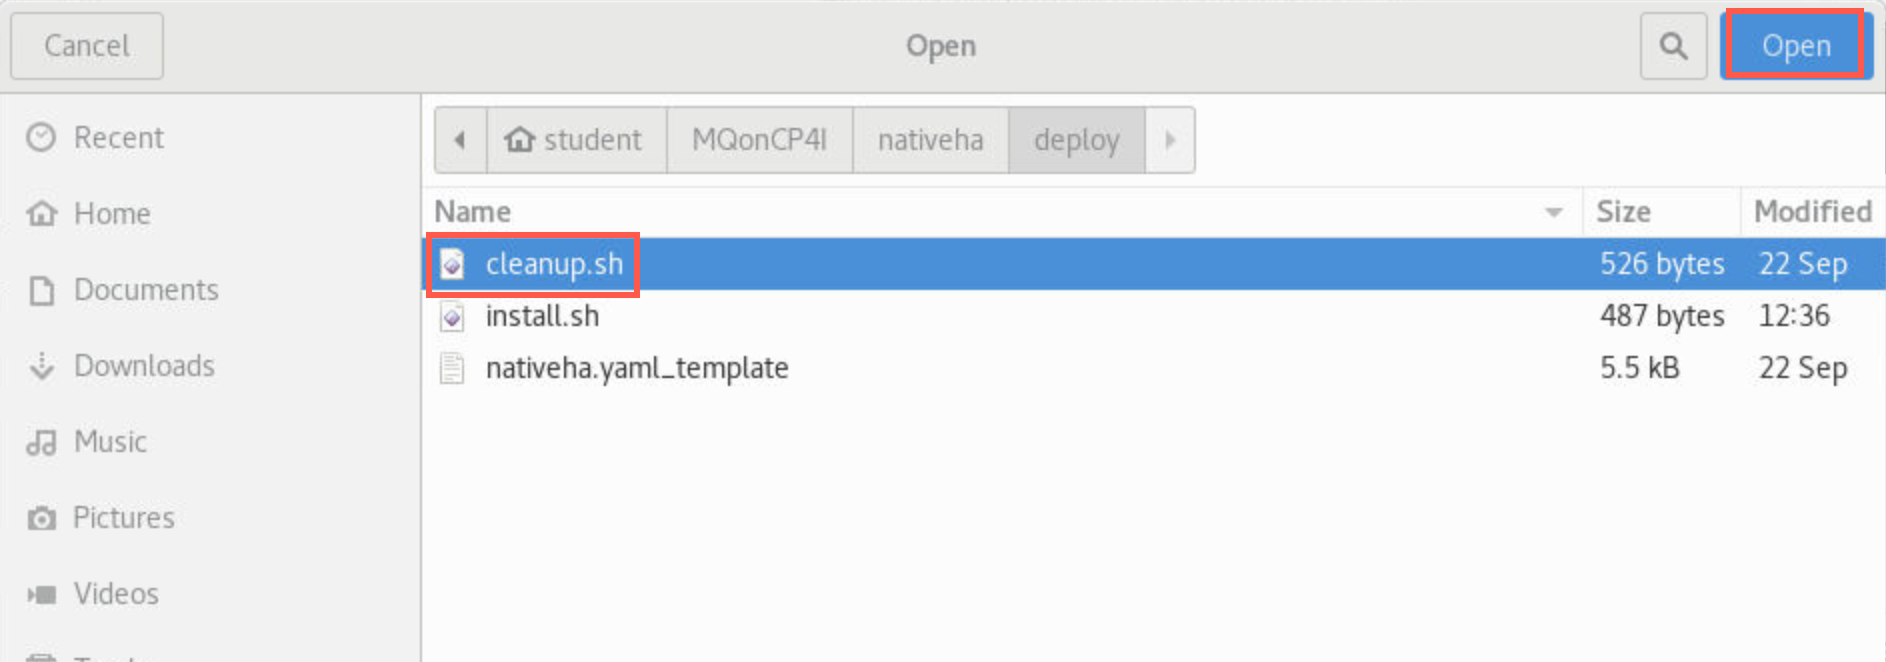 Cancel Open Open
Recent
Home
Documents
Downloads
Music
Pictures
Videos
student MQonCP4I nativeha deploy
Name Size Modified
cleanup.sh 526 bytes 22 Sep
install.sh 487 bytes 12:36
nativeha.yaml_template 5.5 kB 22 Sep